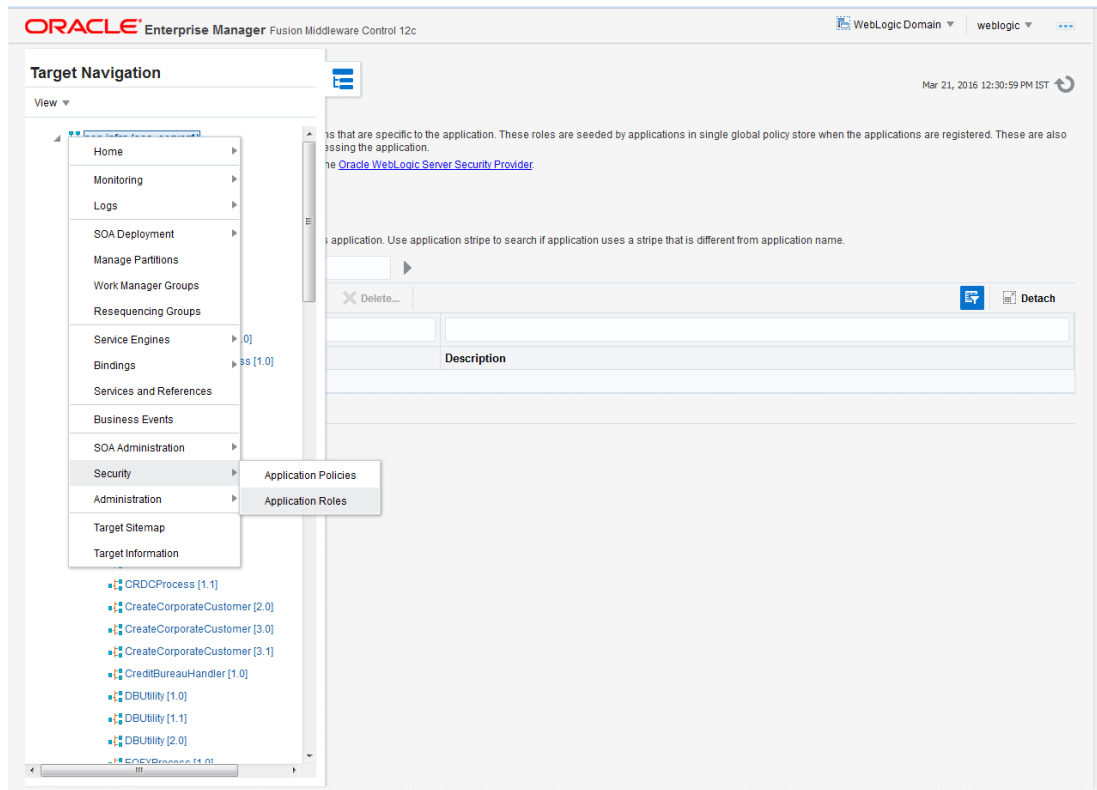 ORACLE Enterprise Manager Fusion Middleware Control 12c
WebLogic Domain
weblogic
Target Navigation
View
Mar 21, 2016 12:30:59 PM IST
Home
Monitoring
Logs
SOA Deployment
Manage Partitions
Work Manager Groups
Resequencing Groups
Service Engines
Bindings
Services and References
Business Events
SOA Administration
Security
Administration
Target Sitemap
Target Information
Application Policies
Application Roles
.0]
ss [1.0]
CRDCProcess [1.1]
CreateCorporateCustomer [2.0]
CreateCorporateCustomer [3.0]
CreateCorporateCustomer [3.1]
CreditBureauHandler [1.0]
DBUtility [1.0]
DBUtility [1.1]
DBUtility [2.0]
ns that are specific to the application. These roles are seeded by applications in single global policy store when the applications are registered. These are also
essing the application.
he Oracle WebLogic Server Security Provider.
s application. Use application stripe to search if application uses a stripe that is different from application name.
Delete...
Detach
Description